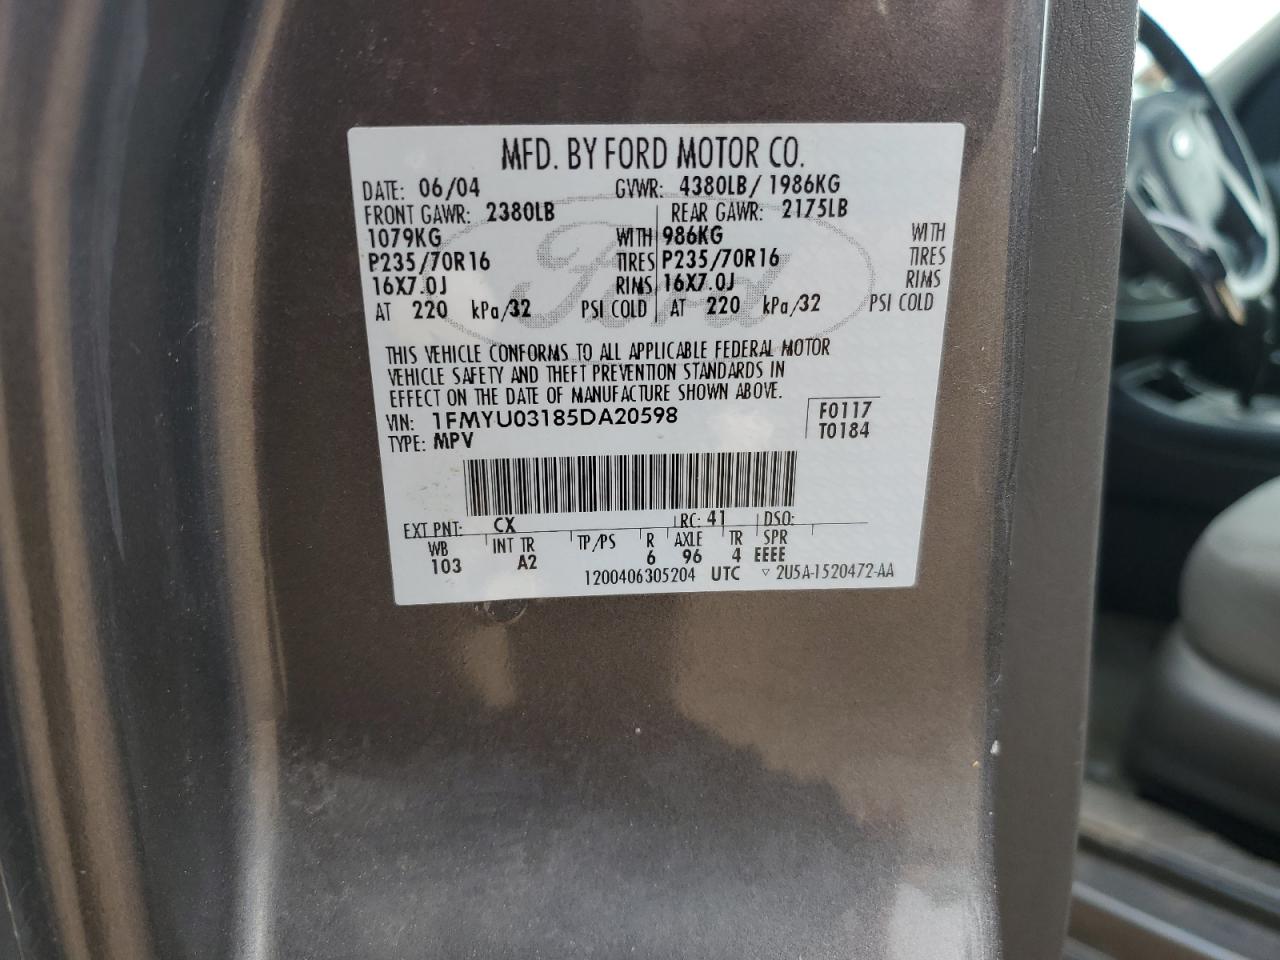 MFD. BY FORD MOTOR CO.
DATE: 06/04 GVWR: 4380LB/ 1986KG
FRONT GAWR: 2380LB REAR GAWR: 2175LB
1079KG WITH 986KG WITH
P235/70R16 TIRES P235/70R16 TIRES
16X7.0J RIMS 16X7.0J RIMS
AT 220 kPa/32 PSI COLD AT 220 kPa/32 PSI COLD
Ford
THIS VEHICLE CONFORMS TO ALL APPLICABLE FEDERAL MOTOR
VEHICLE SAFETY AND THEFT PREVENTION STANDARDS IN
EFFECT ON THE DATE OF MANUFACTURE SHOWN ABOVE.
VIN: 1FMYU03185DA20598 F0117
TYPE: MPV T0184
EXT PNT: CX RC: 41 DSO:
WB INT TR TP/PS R AXLE TR SPR
103 A2 6 96 4 EEEE
1200406305204 UTC ▽ 2U5A-1520472-AA